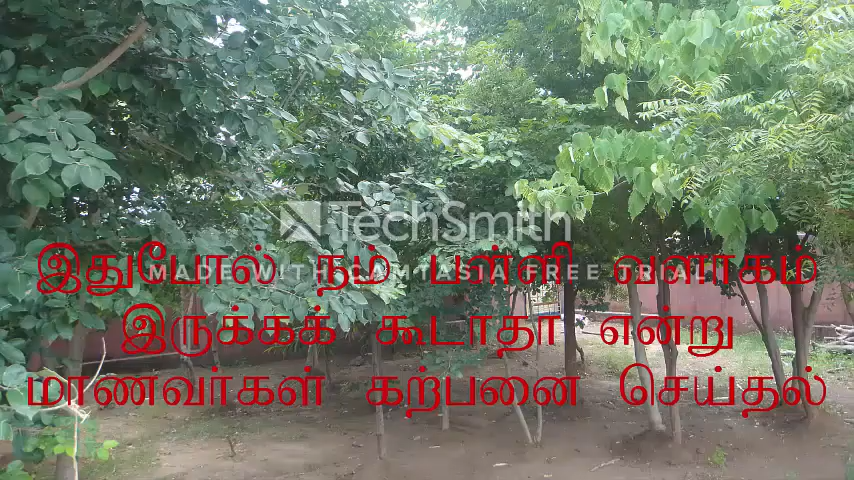 TechSmith
MADE WITH CAMTASIA FREE TRIAL
இதுபோல் நம் பள்ளி வளாகம்
இருக்கக் கூடாதா என்று
மாணவர்கள் கற்பனை செய்தல்